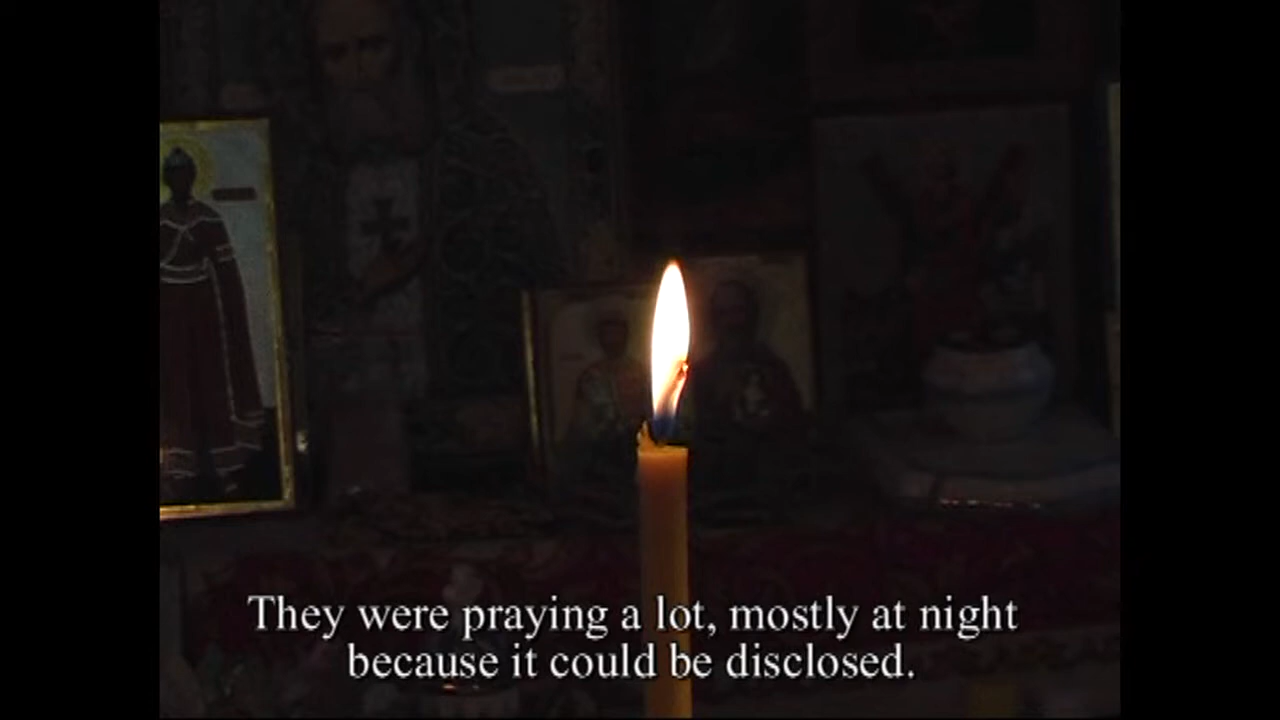 They were praying a lot, mostly at night
because it could be disclosed.